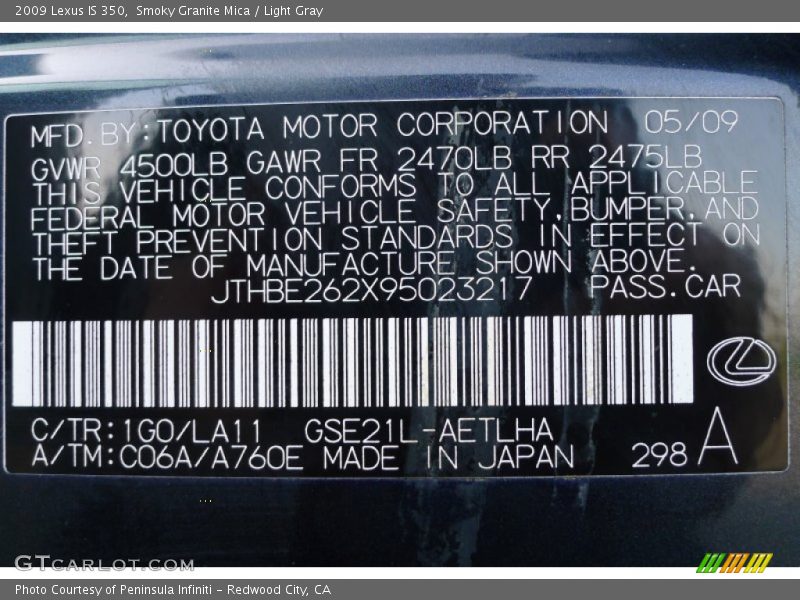 2009 Lexus IS 350,  Smoky Granite Mica / Light Gray
MFD. BY: TOYOTA MOTOR CORPORATION 05/09
GVWR 4500LB GAWR FR 2470LB RR 2475LB
THIS VEHICLE CONFORMS TO ALL APPLICABLE
FEDERAL MOTOR VEHICLE SAFETY, BUMPER, AND
THEFT PREVENTION STANDARDS IN EFFECT ON
THE DATE OF MANUFACTURE SHOWN ABOVE.
JTHBE262X95023217 PASS. CAR
C/TR: 1G0/LA11 GSE21L-AETLHA
A/TM: C06A/A760E MADE IN JAPAN 298 A
GTCARLOT.COM
Photo Courtesy of Peninsula Infiniti - Redwood City, CA